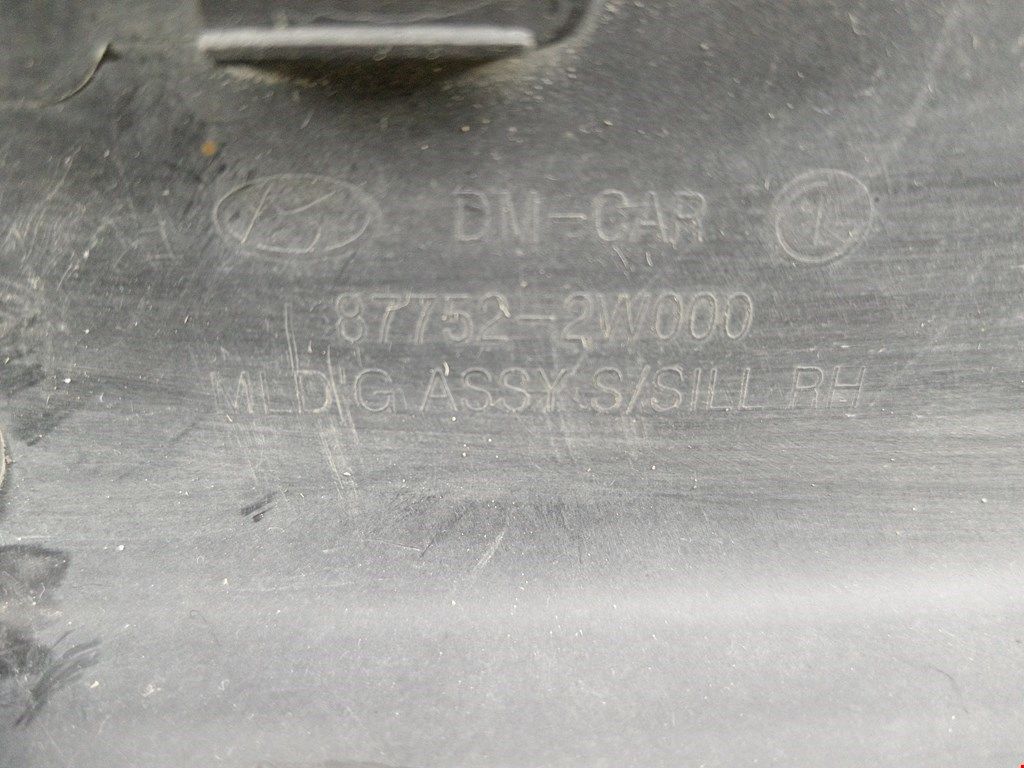 DM-CAR
87752-2W000
MLD'G ASSY S/SILL RH